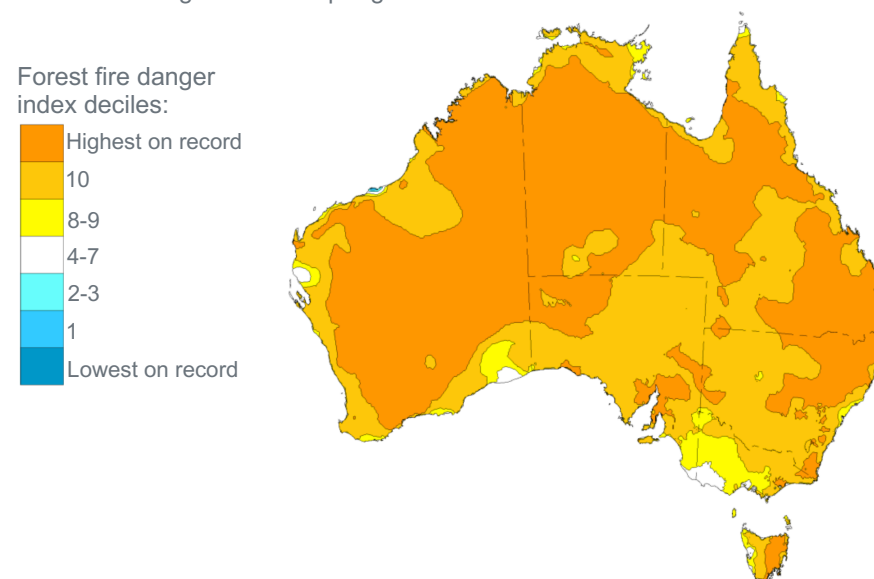 Forest fire danger
index deciles:
Highest on record
10
8-9
4-7
2-3
1
Lowest on record